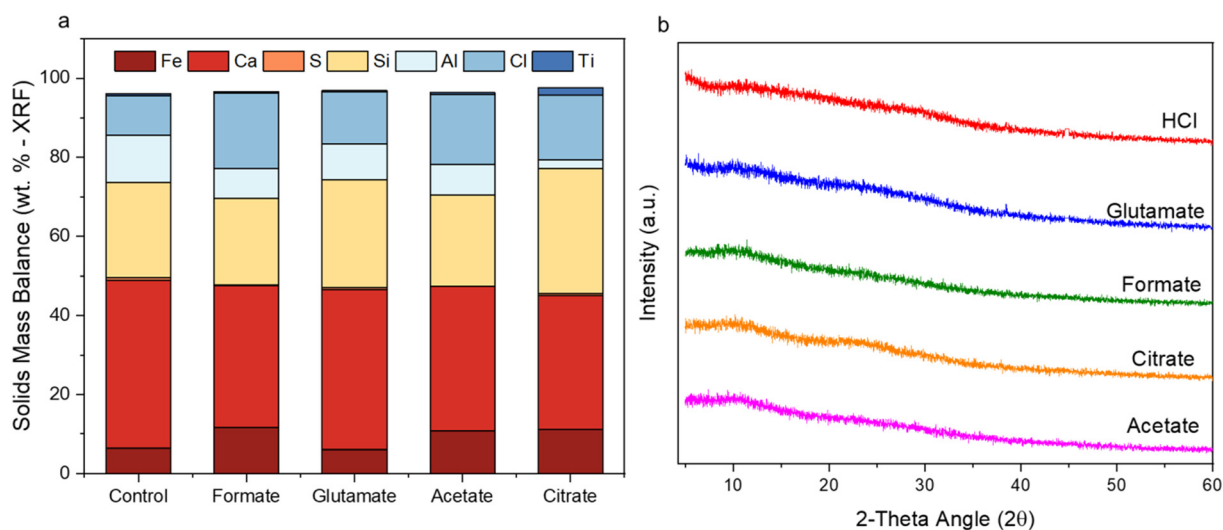 a
Fe Ca S Si Al Cl Ti
Solids Mass Balance (wt. % - XRF)
100
80
60
40
20
0
Control Formate Glutamate Acetate Citrate
b
Intensity (a.u.)
HCl
Glutamate
Formate
Citrate
Acetate
10 20 30 40 50 60
2-Theta Angle (2θ)